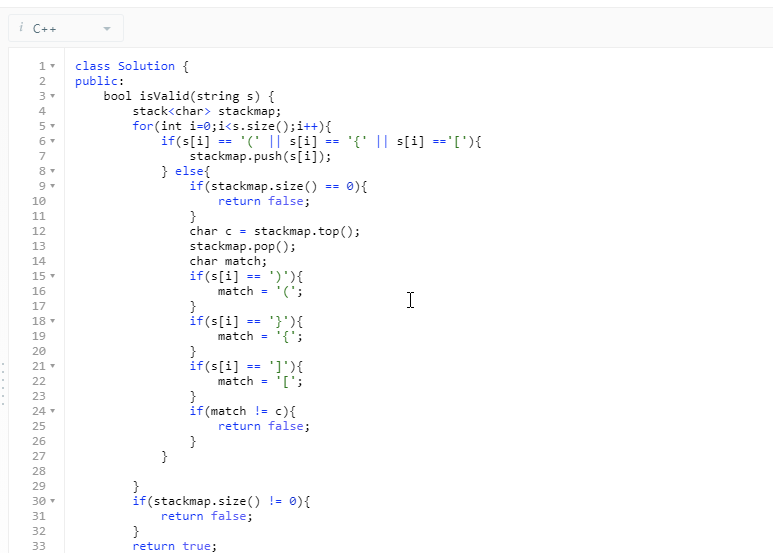 i C++
1 class Solution {
2 public:
3 bool isValid(string s) {
4 stack<char> stackmap;
5 for(int i=0;i<s.size();i++){
6 if(s[i] == '(' || s[i] == '{' || s[i] =='['){
7 stackmap.push(s[i]);
8 } else{
9 if(stackmap.size() == 0){
10 return false;
11 }
12 char c = stackmap.top();
13 stackmap.pop();
14 char match;
15 if(s[i] == ')'){
16 match = '(';
17 }
18 if(s[i] == '}'){
19 match = '{';
20 }
21 if(s[i] == ']'){
22 match = '[';
23 }
24 if(match != c){
25 return false;
26 }
27 }
28
29 }
30 if(stackmap.size() != 0){
31 return false;
32 }
33 return true;